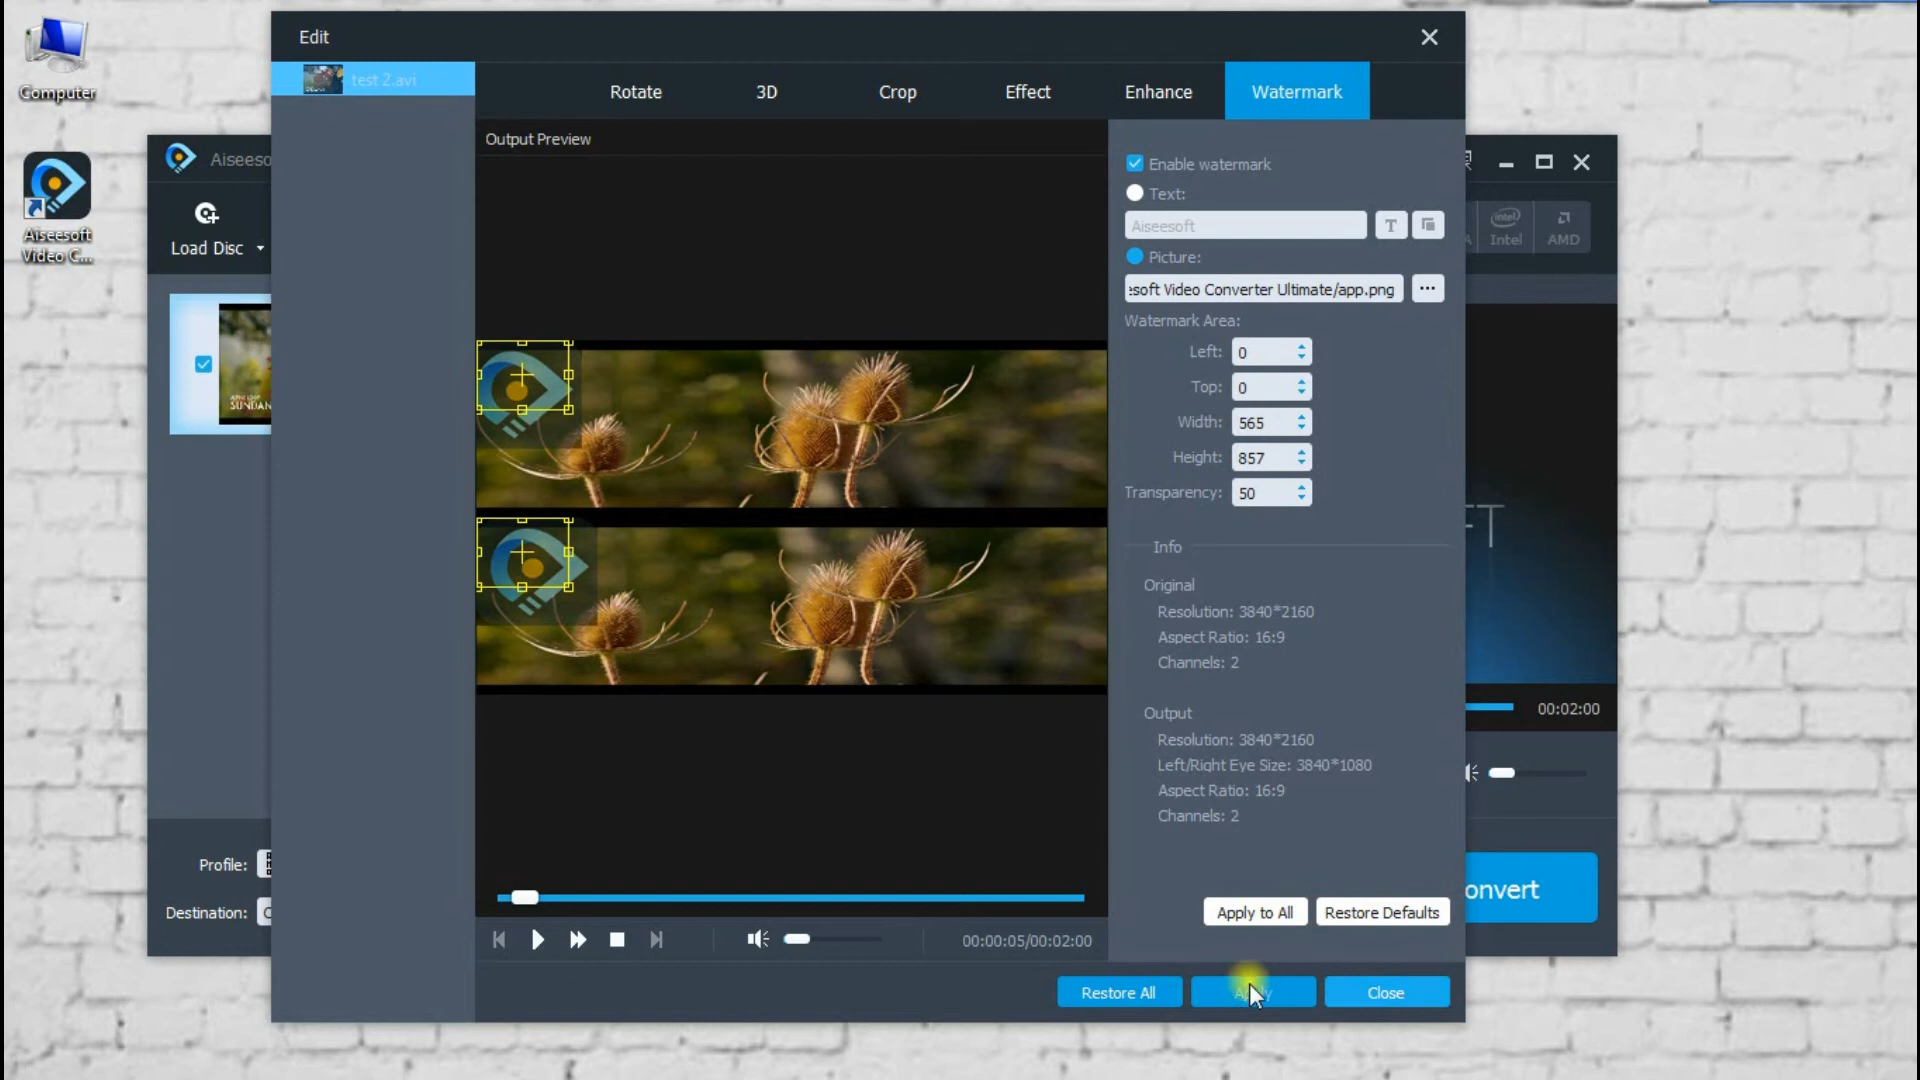 Computer
Aiseesoft
Video C...
Edit
test 2.avi
Rotate
3D
Crop
Effect
Enhance
Watermark
Output Preview
Enable watermark
Text:
Aiseesoft
T
Picture:
soft Video Converter Ultimate/app.png
...
Watermark Area:
Left: 0
Top: 0
Width: 565
Height: 857
Transparency: 50
Info
Original
Resolution: 3840*2160
Aspect Ratio: 16:9
Channels: 2
Output
Resolution: 3840*2160
Left/Right Eye Size: 3840*1080
Aspect Ratio: 16:9
Channels: 2
Apply to All
Restore Defaults
00:00:05/00:02:00
Restore All
Apply
Close
Aiseeso
Load Disc
SUNDAN
Profile:
Destination:
intel
Intel
AMD
FT
00:02:00
onvert